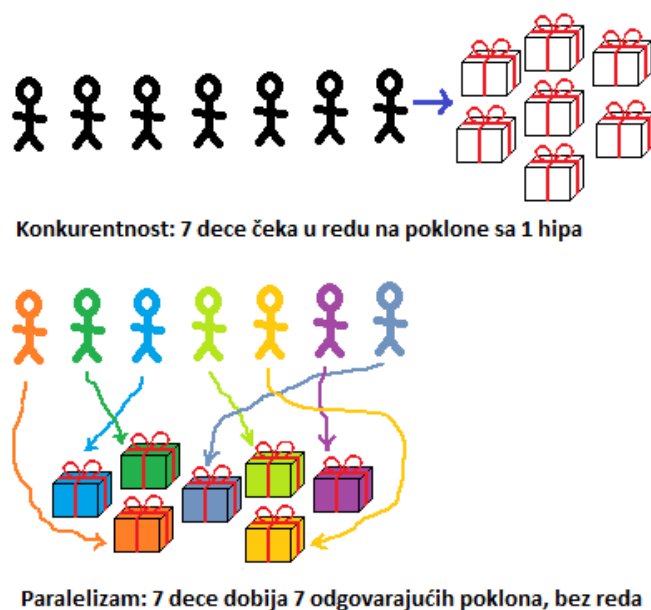 Konkurentnost: 7 dece čeka u redu na poklone sa 1 hipa
Paralelizam: 7 dece dobija 7 odgovarajućih poklona, bez reda